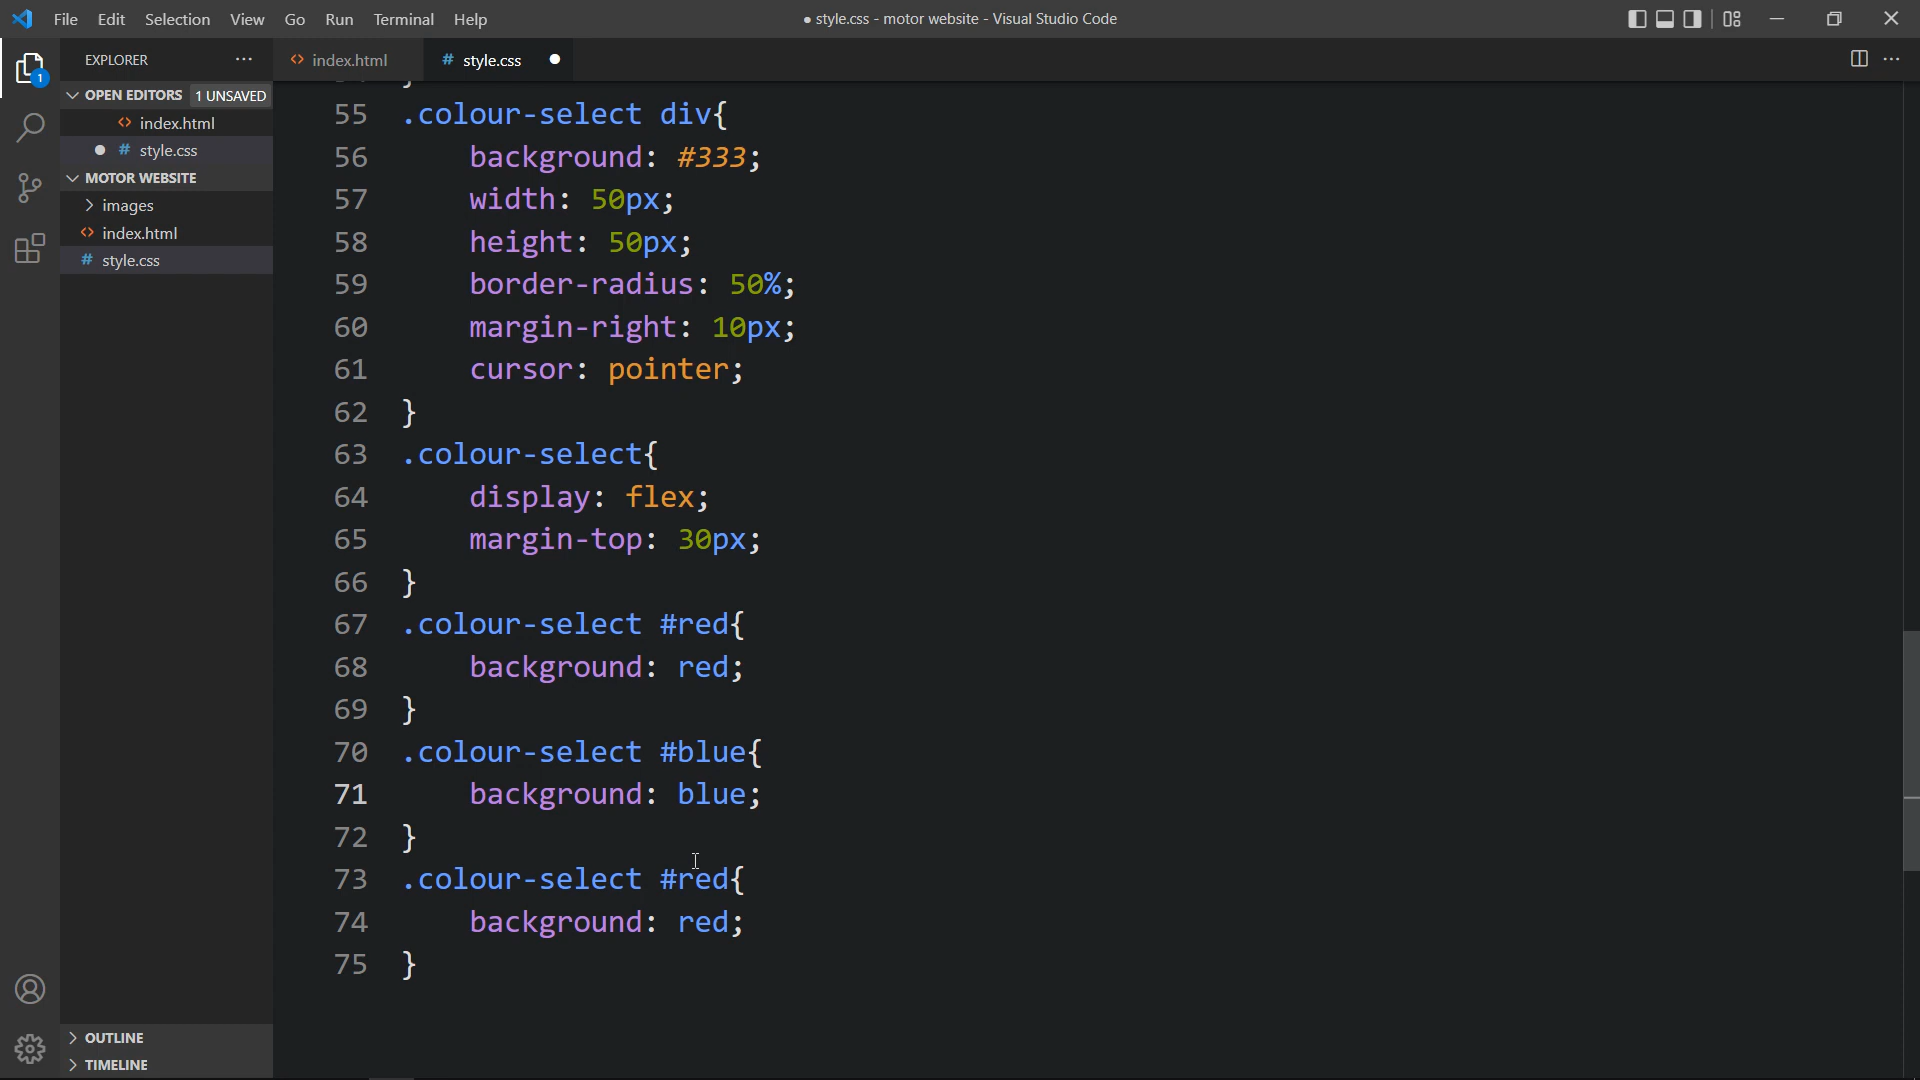 File Edit Selection View Go Run Terminal Help
● style.css - motor website - Visual Studio Code
EXPLORER ...
<> index.html
# style.css ●
1
OPEN EDITORS 1 UNSAVED
<> index.html
● # style.css
MOTOR WEBSITE
> images
<> index.html
# style.css
55 .colour-select div{
56 background: #333;
57 width: 50px;
58 height: 50px;
59 border-radius: 50%;
60 margin-right: 10px;
61 cursor: pointer;
62 }
63 .colour-select{
64 display: flex;
65 margin-top: 30px;
66 }
67 .colour-select #red{
68 background: red;
69 }
70 .colour-select #blue{
71 background: blue;
72 }
73 .colour-select #red{
74 background: red;
75 }
OUTLINE
TIMELINE